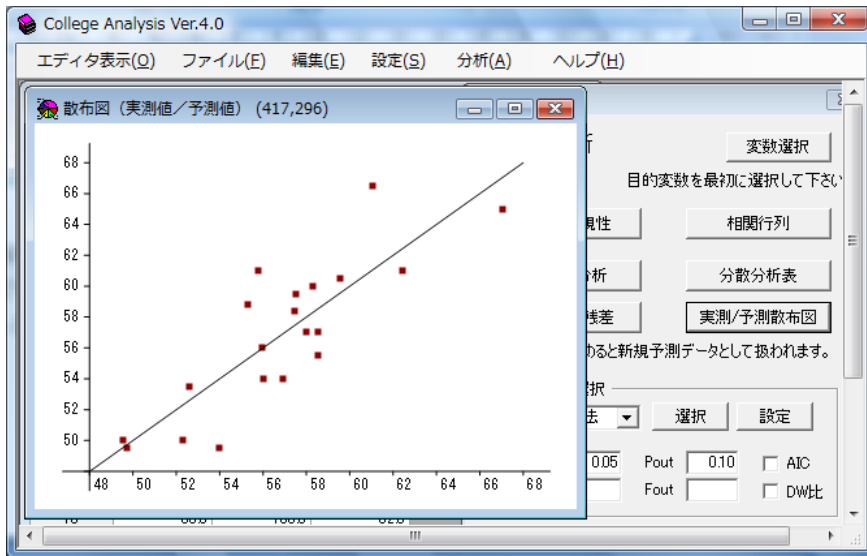 College Analysis Ver.4.0
エディタ表示(O) ファイル(F) 編集(E) 設定(S) 分析(A) ヘルプ(H)
散布図（実測値／予測値） (417,296)
変数選択
目的変数を最初に選択して下さい
相関行列
分散分析表
残差
実測/予測散布図
ると新規予測データとして扱われます。
選択 設定
0.05 Pout 0.10 AIC
Fout DW比
68
66
64
62
60
58
56
54
52
50
48 50 52 54 56 58 60 62 64 66 68